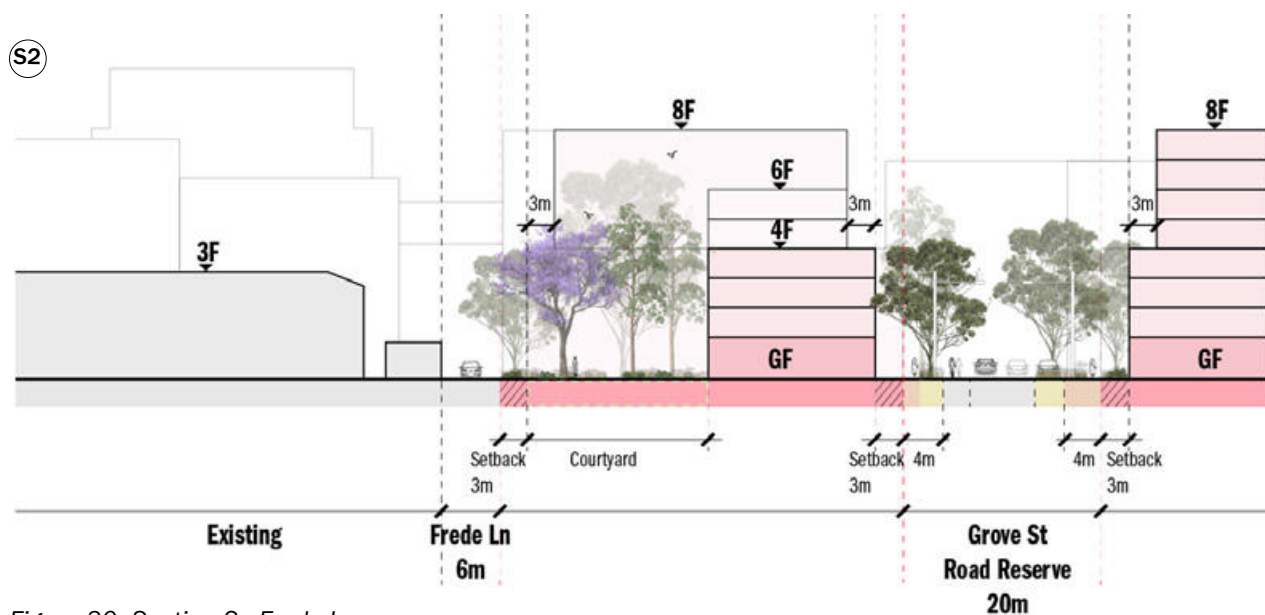 S2
8F
8F
6F
3m
3m
3m
4F
3F
GF
GF
Setback
3m
Courtyard
Setback
3m
4m
4m
Setback
3m
Existing
Frede Ln
6m
Grove St
Road Reserve
20m